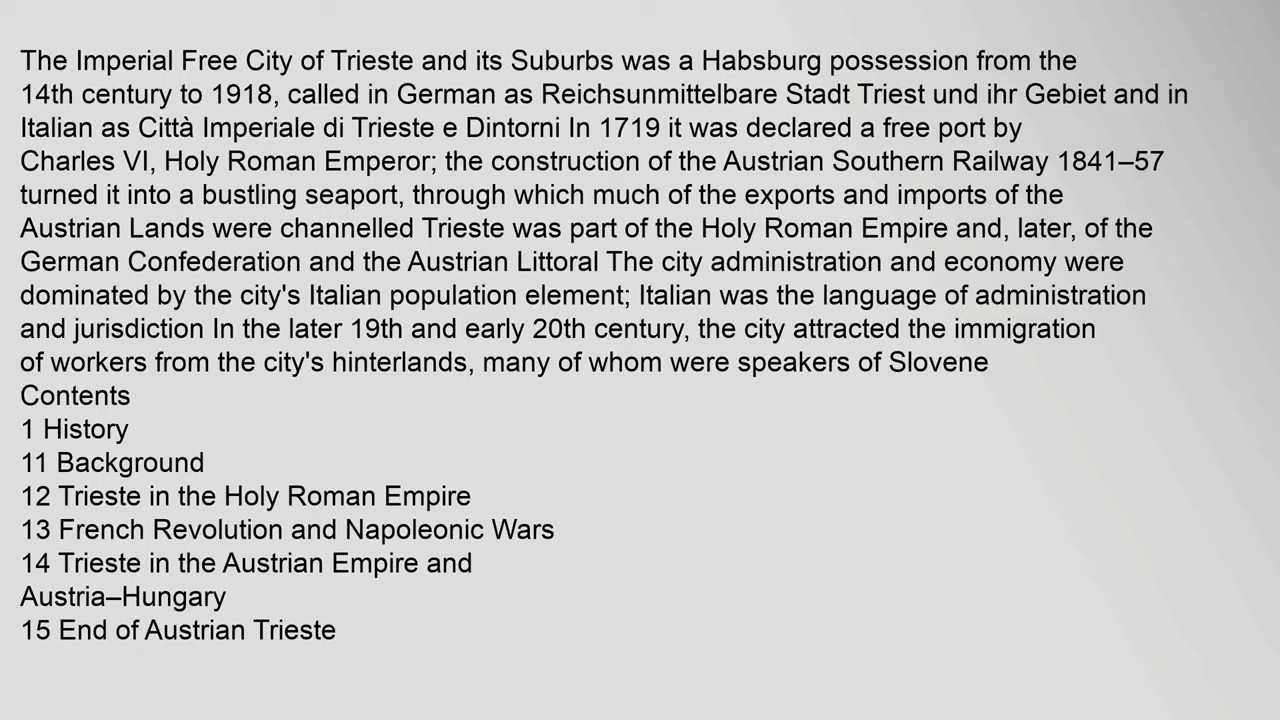 The Imperial Free City of Trieste and its Suburbs was a Habsburg possession from the
14th century to 1918, called in German as Reichsunmittelbare Stadt Triest und ihr Gebiet and in
Italian as Città Imperiale di Trieste e Dintorni In 1719 it was declared a free port by
Charles VI, Holy Roman Emperor; the construction of the Austrian Southern Railway 1841–57
turned it into a bustling seaport, through which much of the exports and imports of the
Austrian Lands were channelled Trieste was part of the Holy Roman Empire and, later, of the
German Confederation and the Austrian Littoral The city administration and economy were
dominated by the city's Italian population element; Italian was the language of administration
and jurisdiction In the later 19th and early 20th century, the city attracted the immigration
of workers from the city's hinterlands, many of whom were speakers of Slovene
Contents
1 History
11 Background
12 Trieste in the Holy Roman Empire
13 French Revolution and Napoleonic Wars
14 Trieste in the Austrian Empire and
Austria–Hungary
15 End of Austrian Trieste